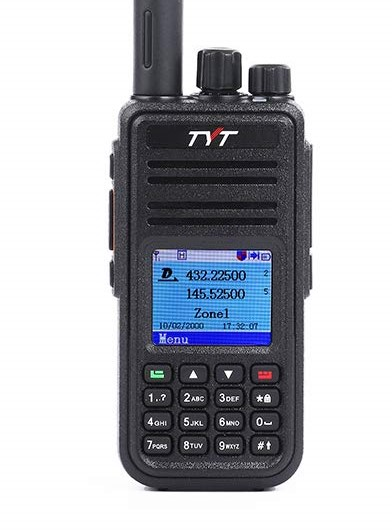 TYT
H
D 432.22500 2
145.52500 5
Zone1
10/02/2000 17:32:07
Menu
1 .,? 2ABC 3DEF *
4GHI 5JKL 6MNO 0
7PQRS 8TUV 9WXYZ #